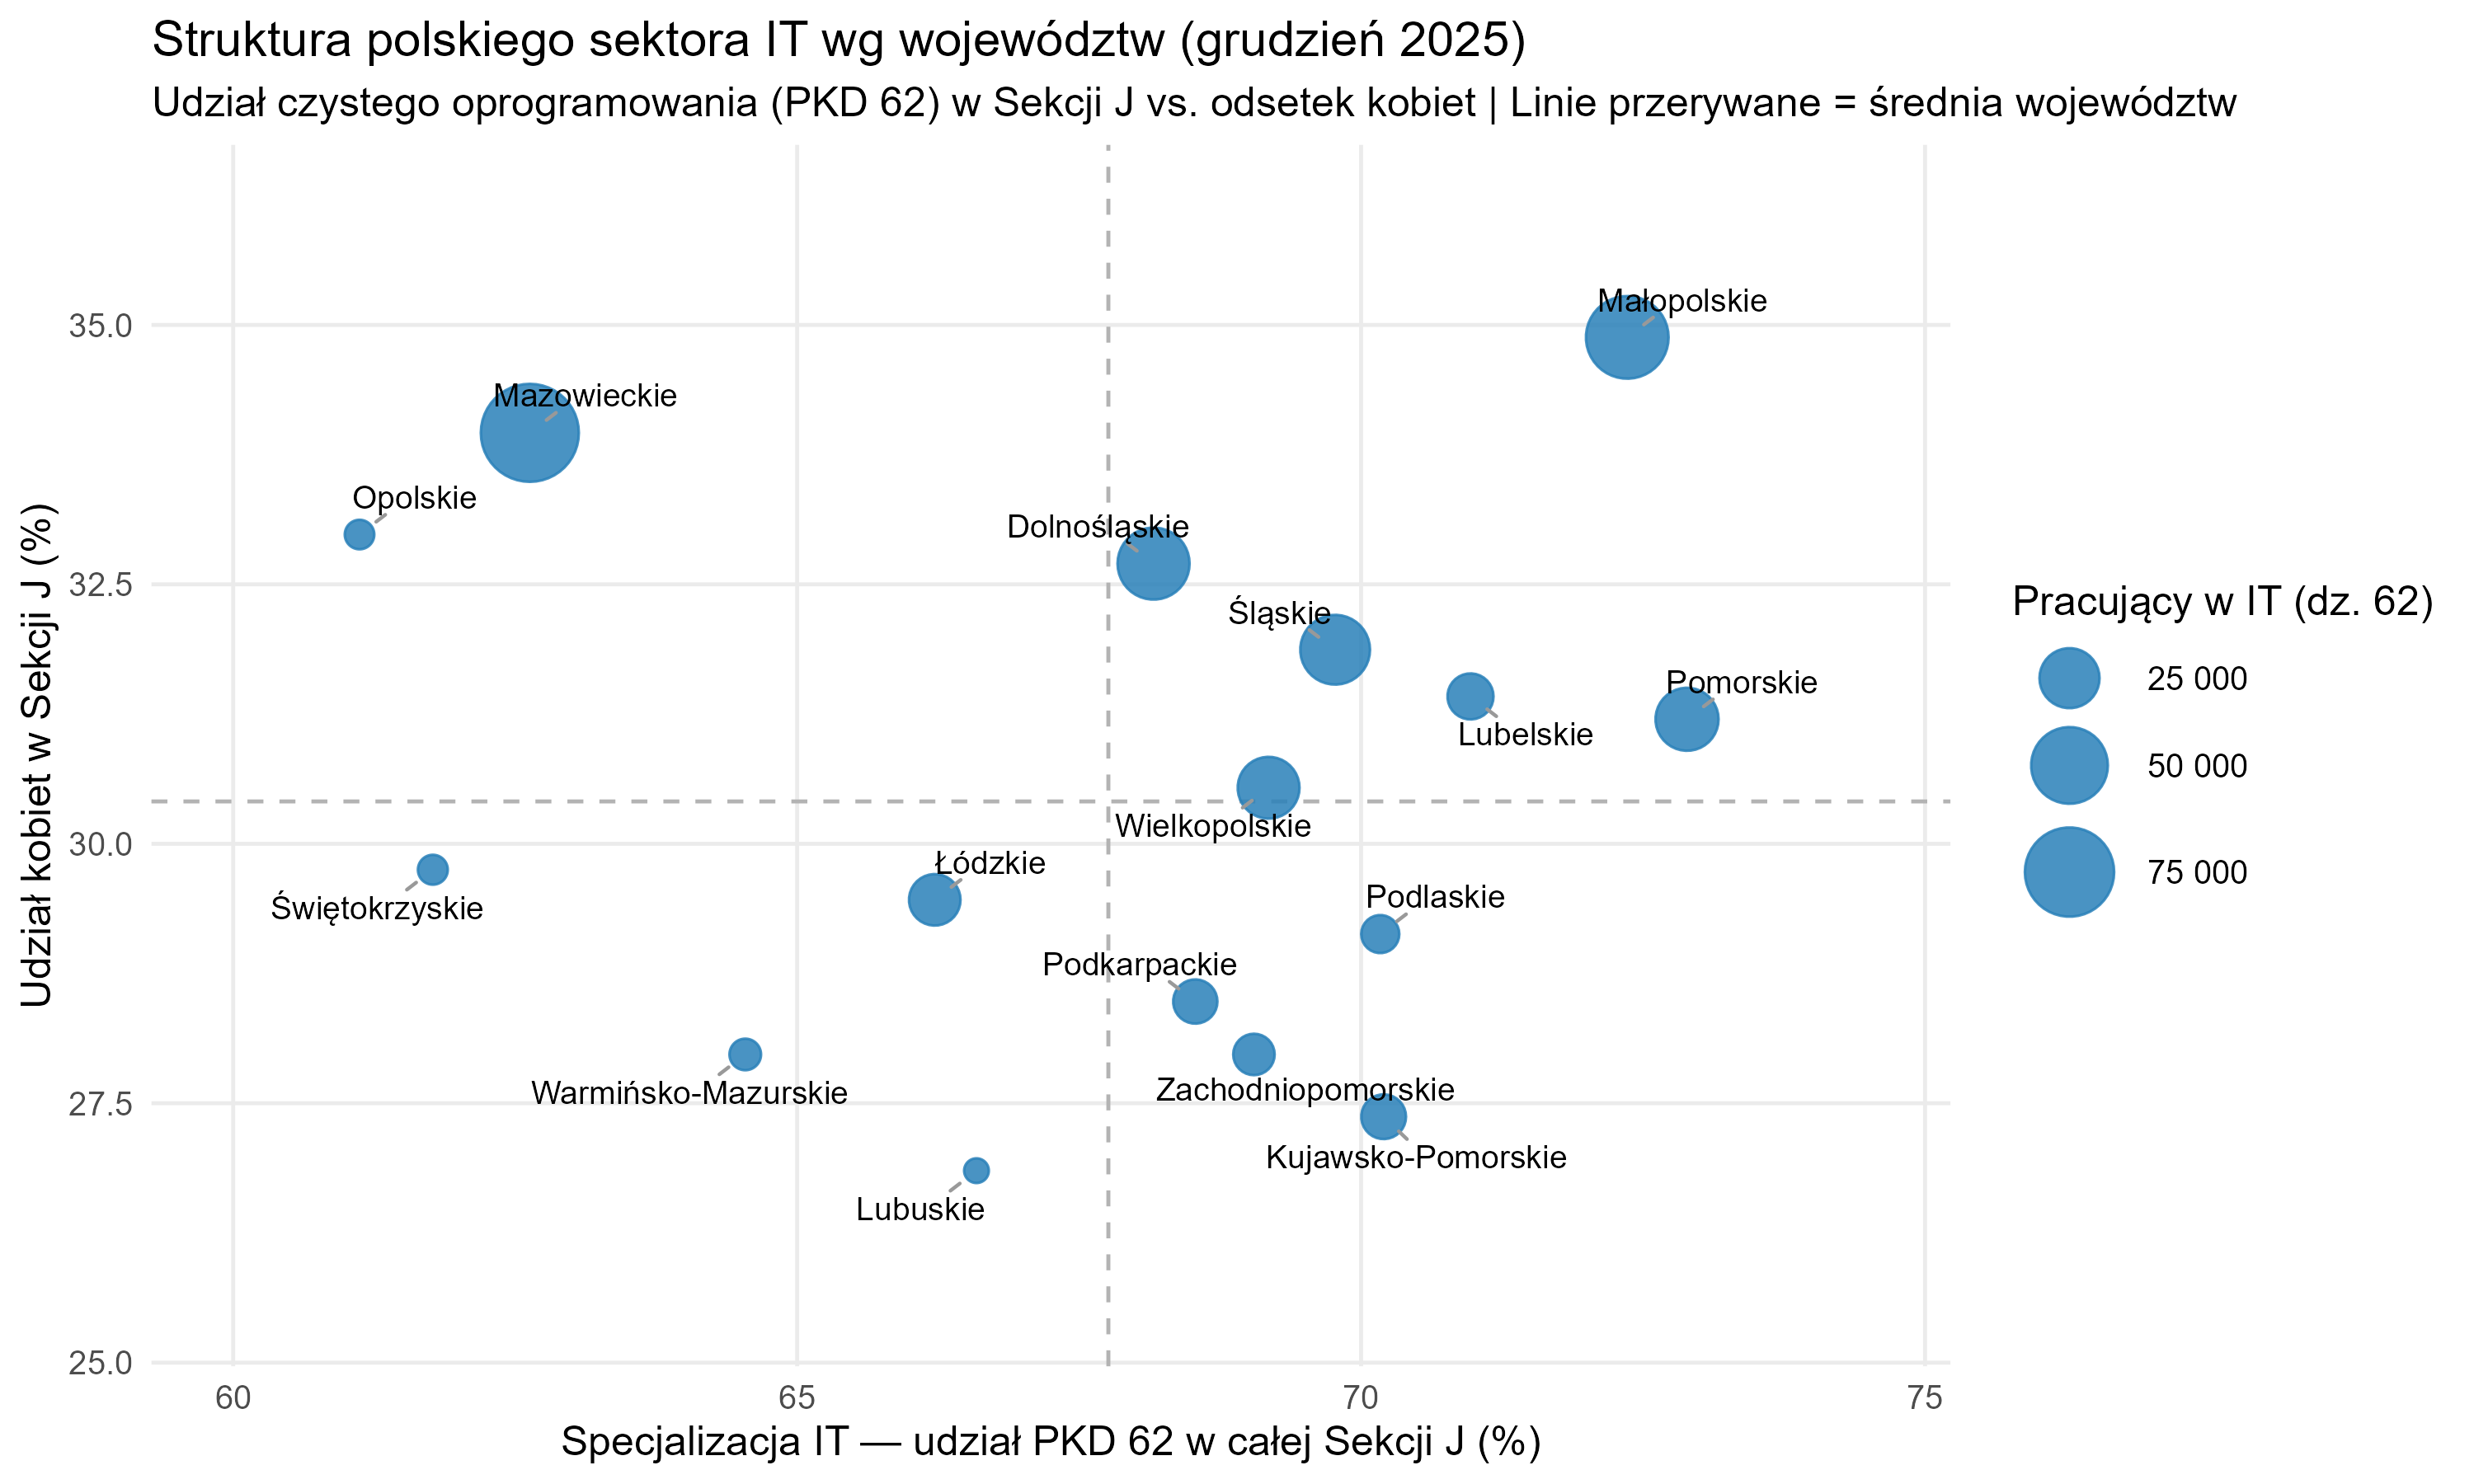 Struktura polskiego sektora IT wg województw (grudzień 2025)
Udział czystego oprogramowania (PKD 62) w Sekcji J vs. odsetek kobiet | Linie przerywane = średnia województw
Udział kobiet w Sekcji J (%)
35.0
32.5
30.0
27.5
25.0
Małopolskie
Mazowieckie
Opolskie
Dolnośląskie
Śląskie
Pomorskie
Lubelskie
Wielkopolskie
Łódzkie
Podlaskie
Świętokrzyskie
Podkarpackie
Zachodniopomorskie
Warmińsko-Mazurskie
Kujawsko-Pomorskie
Lubuskie
60
65
70
75
Specjalizacja IT — udział PKD 62 w całej Sekcji J (%)
Pracujący w IT (dz. 62)
25 000
50 000
75 000